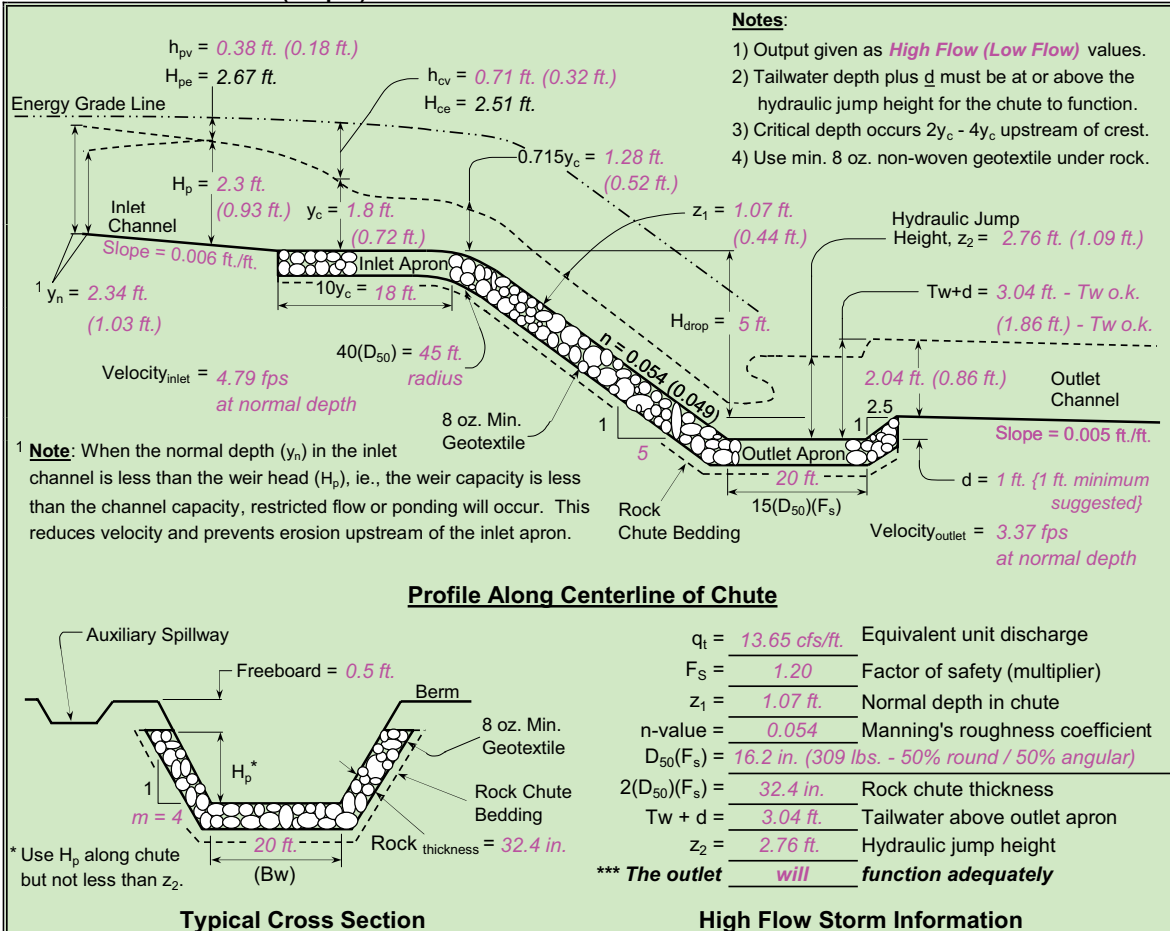 Notes:
1) Output given as High Flow (Low Flow) values.
2) Tailwater depth plus d must be at or above the
hydraulic jump height for the chute to function.
3) Critical depth occurs 2yc - 4yc upstream of crest.
4) Use min. 8 oz. non-woven geotextile under rock.
hpv = 0.38 ft. (0.18 ft.)
Hpe = 2.67 ft.
hcv = 0.71 ft. (0.32 ft.)
Hce = 2.51 ft.
Energy Grade Line
0.715yc = 1.28 ft.
(0.52 ft.)
Hp = 2.3 ft.
(0.93 ft.)
yc = 1.8 ft.
(0.72 ft.)
z1 = 1.07 ft.
(0.44 ft.)
Inlet
Channel
Slope = 0.006 ft./ft.
Hydraulic Jump
Height, z2 = 2.76 ft. (1.09 ft.)
Inlet Apron
10yc = 18 ft.
1 yn = 2.34 ft.
(1.03 ft.)
Hdrop = 5 ft.
Tw+d = 3.04 ft. - Tw o.k.
(1.86 ft.) - Tw o.k.
40(D50) = 45 ft.
radius
n = 0.054 (0.049)
Velocityinlet = 4.79 fps
at normal depth
2.04 ft. (0.86 ft.)
Outlet
Channel
8 oz. Min.
Geotextile
1
5
1
2.5
Slope = 0.005 ft./ft.
Outlet Apron
20 ft.
15(D50)(Fs)
d = 1 ft. {1 ft. minimum
suggested}
Rock
Chute Bedding
Velocityoutlet = 3.37 fps
at normal depth
1 Note: When the normal depth (yn) in the inlet
channel is less than the weir head (Hp), ie., the weir capacity is less
than the channel capacity, restricted flow or ponding will occur. This
reduces velocity and prevents erosion upstream of the inlet apron.
Profile Along Centerline of Chute
Auxiliary Spillway
Freeboard = 0.5 ft.
Berm
8 oz. Min.
Geotextile
Hp*
1
m = 4
Rock Chute
Bedding
20 ft.
(Bw)
Rock thickness = 32.4 in.
* Use Hp along chute
but not less than z2.
Typical Cross Section
qt = 13.65 cfs/ft. Equivalent unit discharge
FS = 1.20 Factor of safety (multiplier)
z1 = 1.07 ft. Normal depth in chute
n-value = 0.054 Manning's roughness coefficient
D50(Fs) = 16.2 in. (309 lbs. - 50% round / 50% angular)
2(D50)(Fs) = 32.4 in. Rock chute thickness
Tw + d = 3.04 ft. Tailwater above outlet apron
z2 = 2.76 ft. Hydraulic jump height
*** The outlet will function adequately
High Flow Storm Information